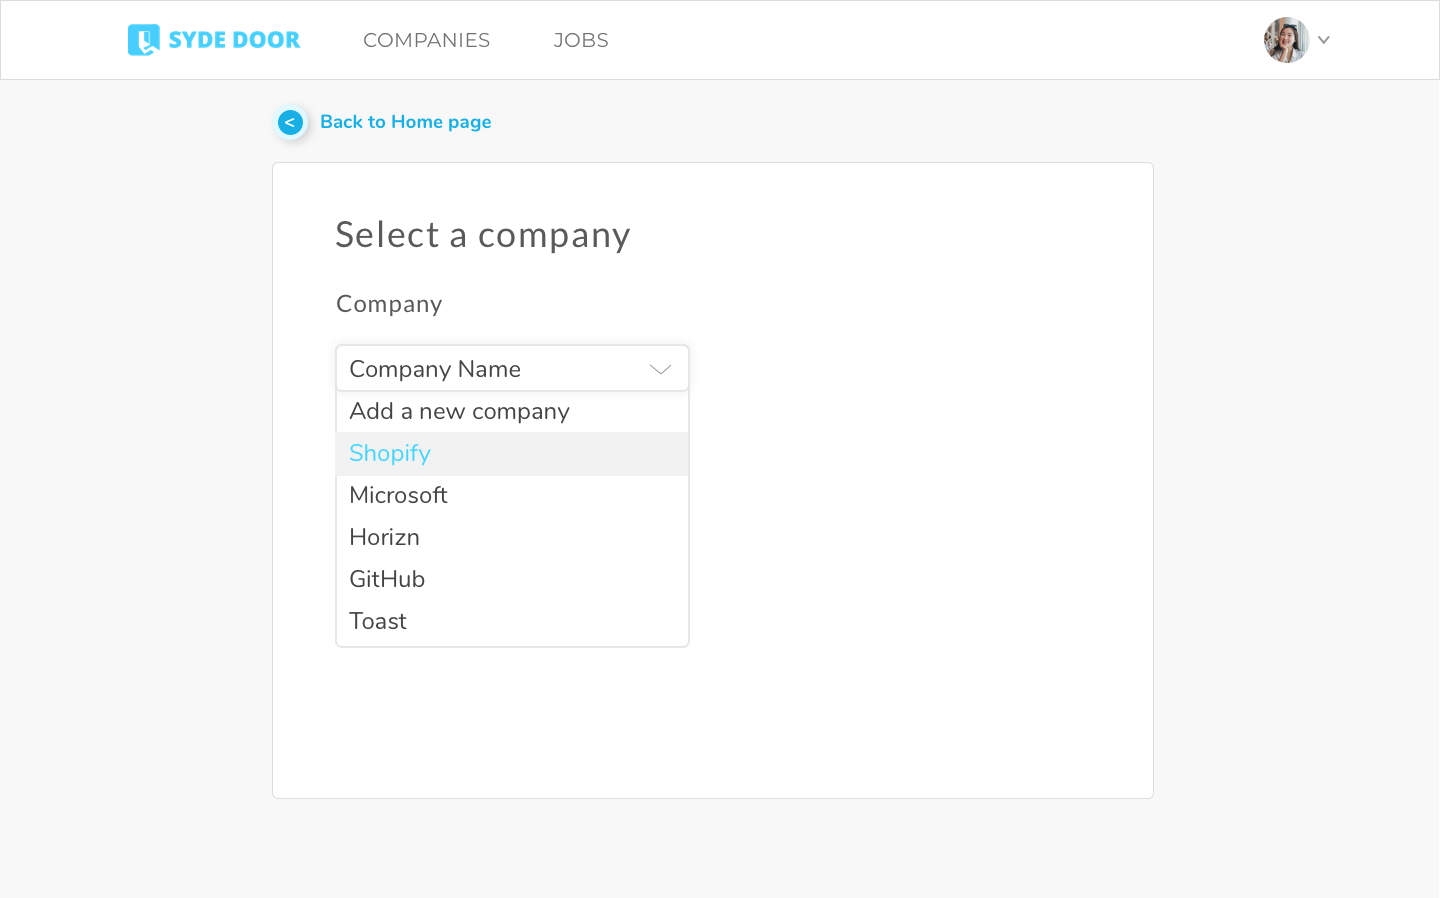 SYDE DOOR COMPANIES JOBS
< Back to Home page
Select a company
Company
Company Name
Add a new company
Shopify
Microsoft
Horizn
GitHub
Toast